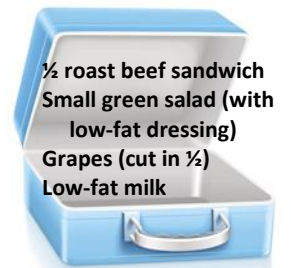 ½ roast beef sandwich
Small green salad (with
low-fat dressing)
Grapes (cut in ½)
Low-fat milk